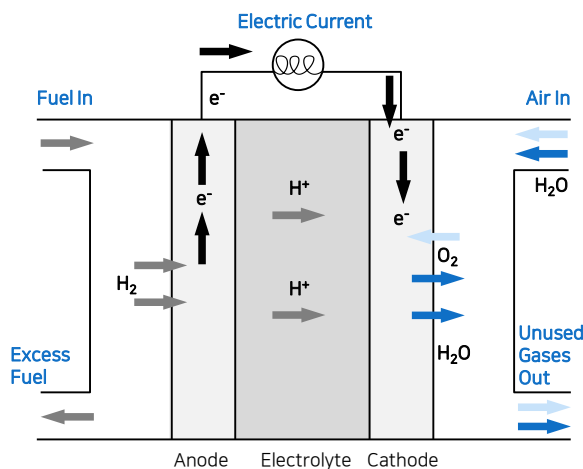 Electric Current
Fuel In
e⁻
Air In
e⁻
H⁺
H₂O
e⁻
e⁻
O₂
H₂
H⁺
H₂O
Excess
Fuel
Unused
Gases
Out
Anode
Electrolyte
Cathode